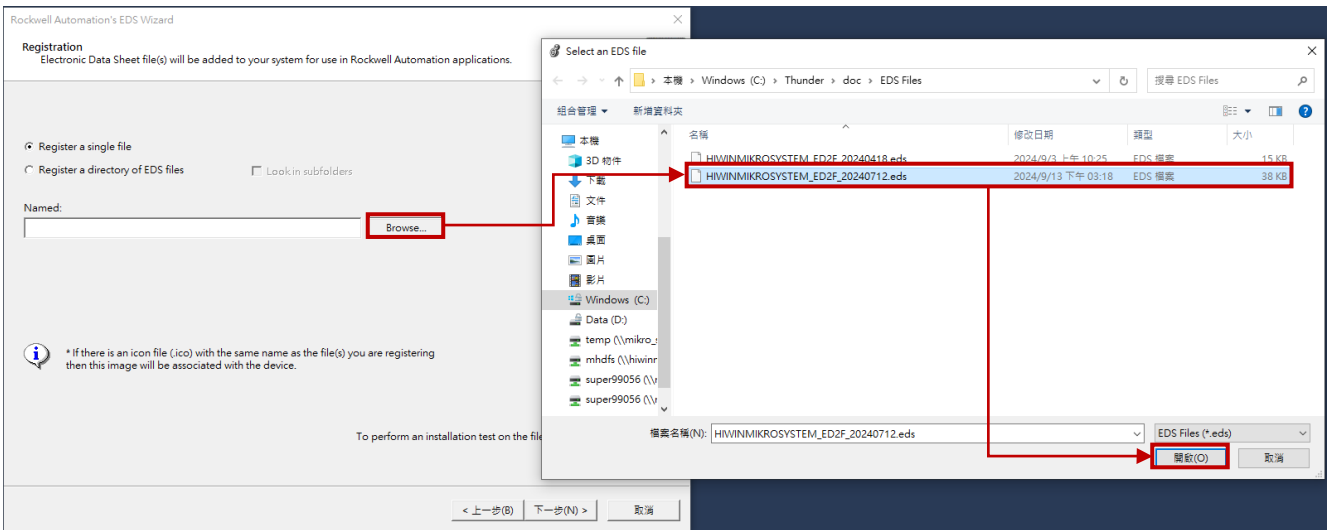 Rockwell Automation's EDS Wizard
Registration
Electronic Data Sheet file(s) will be added to your system for use in Rockwell Automation applications.
Register a single file
Register a directory of EDS files
Look in subfolders
Named:
Browse...
* If there is an icon file (.ico) with the same name as the file(s) you are registering
then this image will be associated with the device.
To perform an installation test on the file
< 上一步(B)
下一步(N) >
取消
Select an EDS file
本機 › Windows (C:) › Thunder › doc › EDS Files
搜尋 EDS Files
組合管理
新增資料夾
名稱
修改日期
類型
大小
HIWINMIKROSYSTEM_ED2F_20240418.eds
2024/9/3 上午 10:25
EDS 檔案
15 KB
HIWINMIKROSYSTEM_ED2F_20240712.eds
2024/9/13 下午 03:18
EDS 檔案
38 KB
本機
3D 物件
下載
文件
音樂
桌面
圖片
影片
Windows (C:)
Data (D:)
temp (\\mikro_s
mhdfs (\\hiwinr
super99056 (\\
super99056 (\\
檔案名稱(N):
HIWINMIKROSYSTEM_ED2F_20240712.eds
EDS Files (*.eds)
開啟(O)
取消